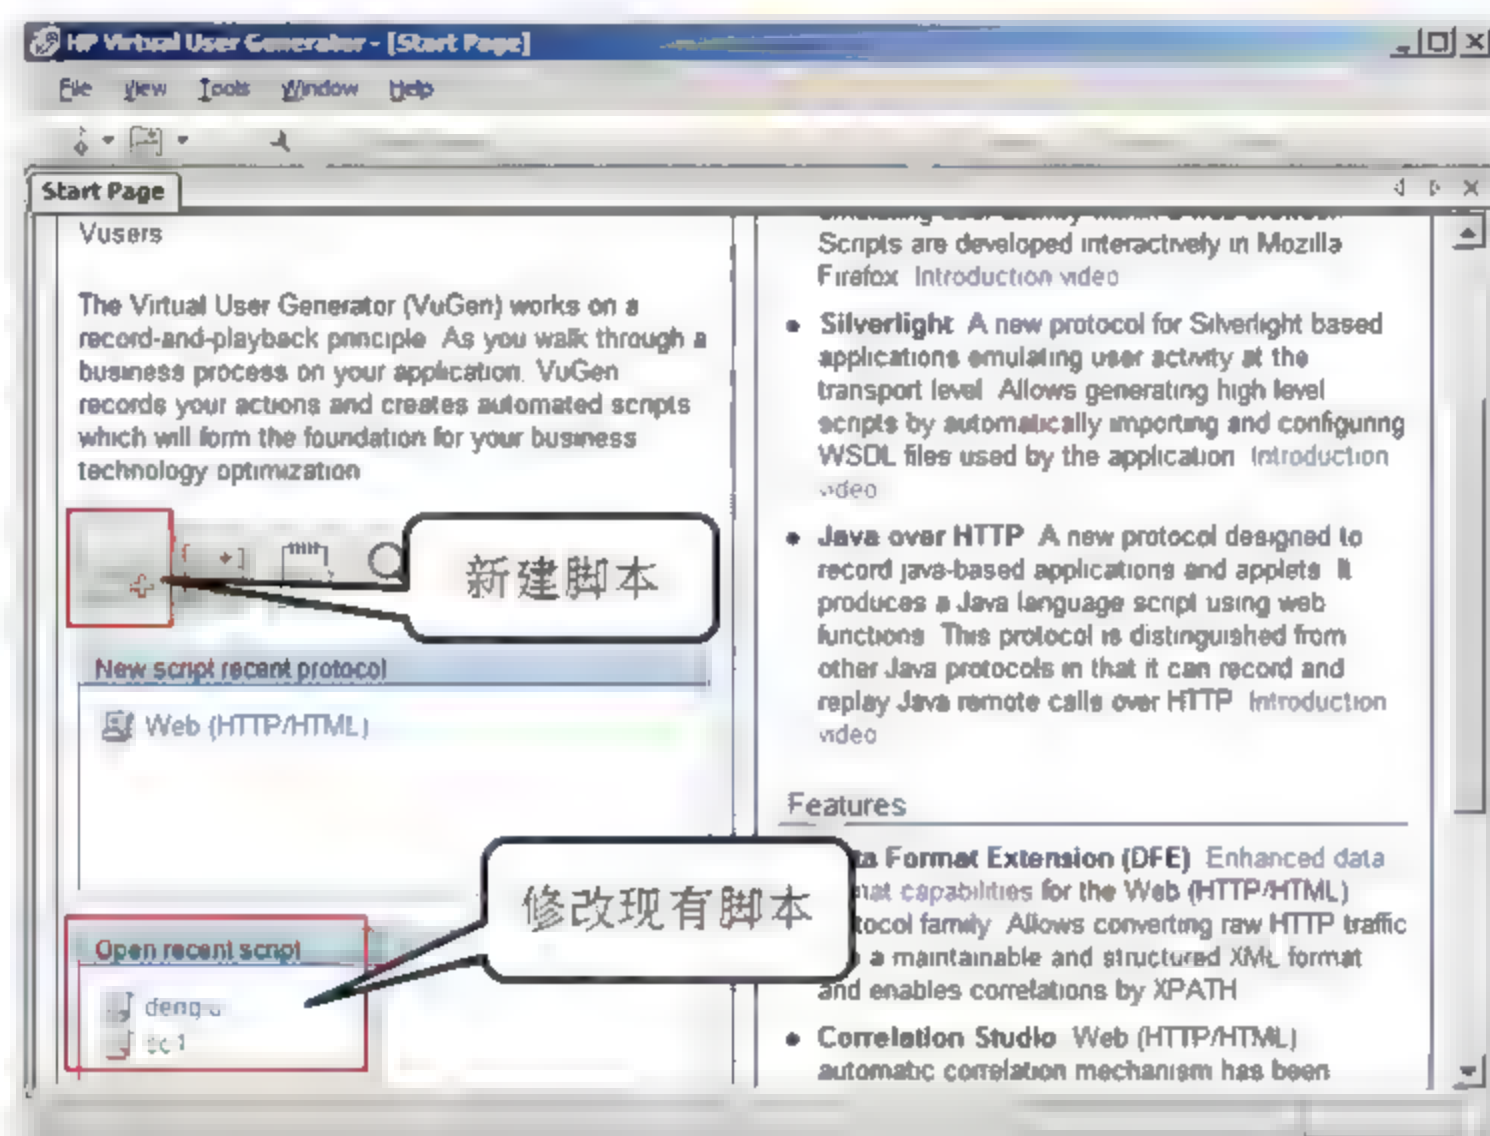 HP Virtual User Generator - [Start Page]
File View Tools Window Help
Start Page
Vusers
The Virtual User Generator (VuGen) works on a
record-and-playback principle As you walk through a
business process on your application. VuGen
records your actions and creates automated scripts
which will form the foundation for your business
technology optimization
新建脚本
New script recent protocol
Web (HTTP/HTML)
修改现有脚本
Open recent script
emulating user activity within a web browser
Scripts are developed interactively in Mozilla
Firefox Introduction video
• Silverlight A new protocol for Silverlight based
applications emulating user activity at the
transport level Allows generating high level
scripts by automatically importing and configuring
WSDL files used by the application Introduction
video
• Java over HTTP A new protocol designed to
record java-based applications and applets It
produces a Java language script using web
functions This protocol is distinguished from
other Java protocols in that it can record and
replay Java remote calls over HTTP Introduction
video
Features
Format Extension (DFE) Enhanced data
capabilities for the Web (HTTP/HTML)
family Allows converting raw HTTP traffic
a maintainable and structured XML format
and enables correlations by XPATH
• Correlation Studio Web (HTTP/HTML)
automatic correlation mechanism has been